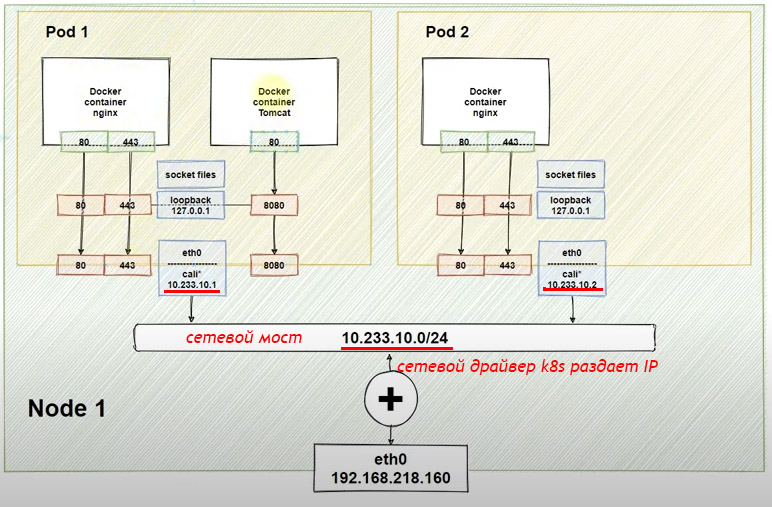 Pod 1
Pod 2
Docker
container
nginx
Docker
container
Tomcat
Docker
container
nginx
80
443
80
80
443
socket files
socket files
80
443
loopback
127.0.0.1
8080
80
443
loopback
127.0.0.1
80
443
eth0
cali*
10.233.10.1
8080
80
443
eth0
cali*
10.233.10.2
сетевой мост
10.233.10.0/24
сетевой драйвер k8s раздает IP
+
Node 1
eth0
192.168.218.160